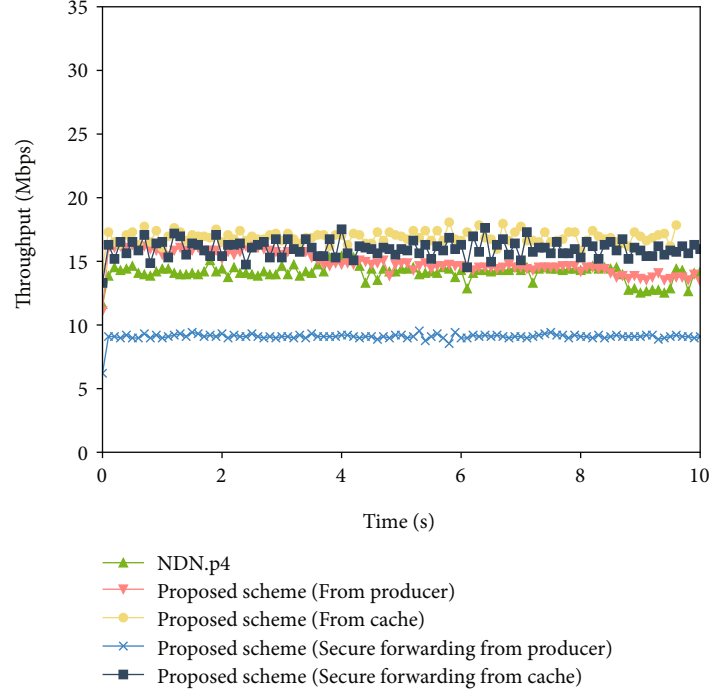 35
30
25
20
15
10
5
0
Throughput (Mbps)
0 2 4 6 8 10
Time (s)
NDN.p4
Proposed scheme (From producer)
Proposed scheme (From cache)
Proposed scheme (Secure forwarding from producer)
Proposed scheme (Secure forwarding from cache)